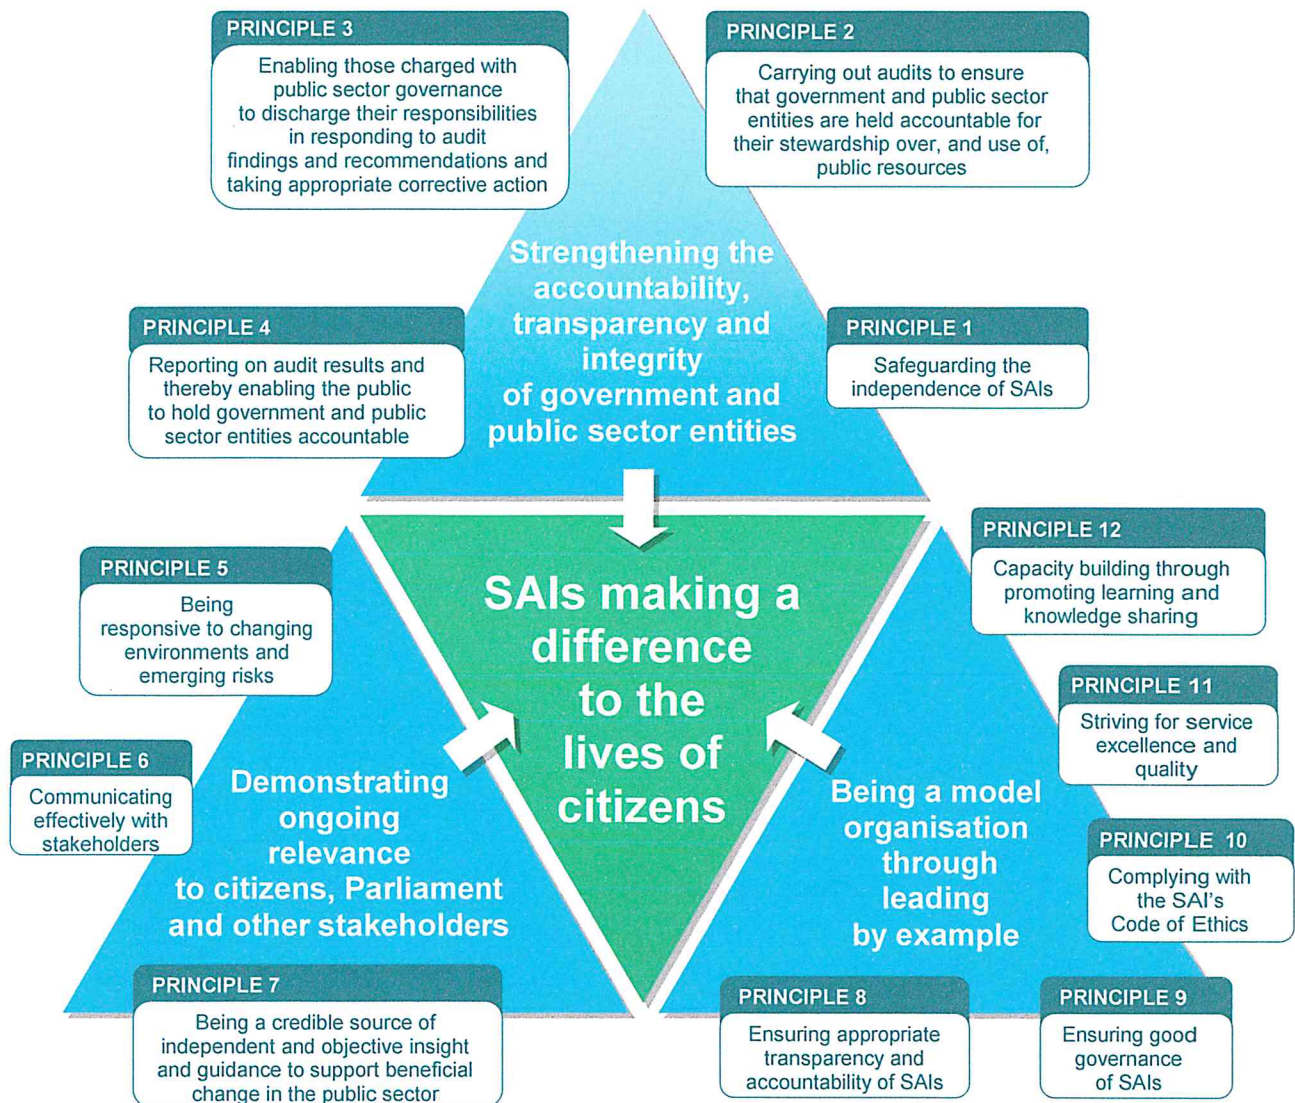 PRINCIPLE 3
Enabling those charged with
public sector governance
to discharge their responsibilities
in responding to audit
findings and recommendations and
taking appropriate corrective action
PRINCIPLE 2
Carrying out audits to ensure
that government and public sector
entities are held accountable for
their stewardship over, and use of,
public resources
Strengthening the
accountability,
transparency and
integrity
of government and
public sector entities
PRINCIPLE 4
Reporting on audit results and
thereby enabling the public
to hold government and public
sector entities accountable
PRINCIPLE 1
Safeguarding the
independence of SAIs
PRINCIPLE 5
Being
responsive to changing
environments and
emerging risks
SAIs making a
difference
to the
lives of
citizens
PRINCIPLE 12
Capacity building through
promoting learning and
knowledge sharing
PRINCIPLE 11
Striving for service
excellence and
quality
PRINCIPLE 6
Communicating
effectively with
stakeholders
Demonstrating
ongoing
relevance
to citizens, Parliament
and other stakeholders
Being a model
organisation
through
leading
by example
PRINCIPLE 10
Complying with
the SAI's
Code of Ethics
PRINCIPLE 7
Being a credible source of
independent and objective insight
and guidance to support beneficial
change in the public sector
PRINCIPLE 8
Ensuring appropriate
transparency and
accountability of SAIs
PRINCIPLE 9
Ensuring good
governance
of SAIs